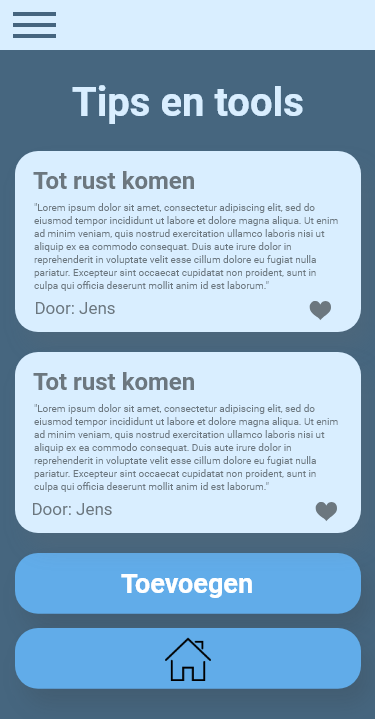 Tips en tools
Tot rust komen
"Lorem ipsum dolor sit amet, consectetur adipiscing elit, sed do
eiusmod tempor incididunt ut labore et dolore magna aliqua. Ut enim
ad minim veniam, quis nostrud exercitation ullamco laboris nisi ut
aliquip ex ea commodo consequat. Duis aute irure dolor in
reprehenderit in voluptate velit esse cillum dolore eu fugiat nulla
pariatur. Excepteur sint occaecat cupidatat non proident, sunt in
culpa qui officia deserunt mollit anim id est laborum."
Door: Jens
Tot rust komen
"Lorem ipsum dolor sit amet, consectetur adipiscing elit, sed do
eiusmod tempor incididunt ut labore et dolore magna aliqua. Ut enim
ad minim veniam, quis nostrud exercitation ullamco laboris nisi ut
aliquip ex ea commodo consequat. Duis aute irure dolor in
reprehenderit in voluptate velit esse cillum dolore eu fugiat nulla
pariatur. Excepteur sint occaecat cupidatat non proident, sunt in
culpa qui officia deserunt mollit anim id est laborum."
Door: Jens
Toevoegen